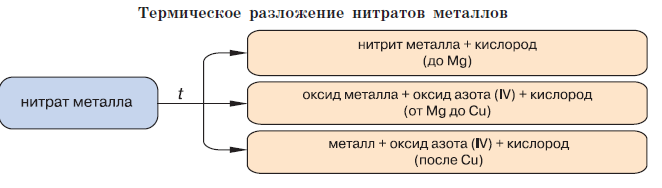 Термическое разложение нитратов металлов
нитрат металла
t
нитрит металла + кислород
(до Mg)
оксид металла + оксид азота (IV) + кислород
(от Mg до Cu)
металл + оксид азота (IV) + кислород
(после Cu)